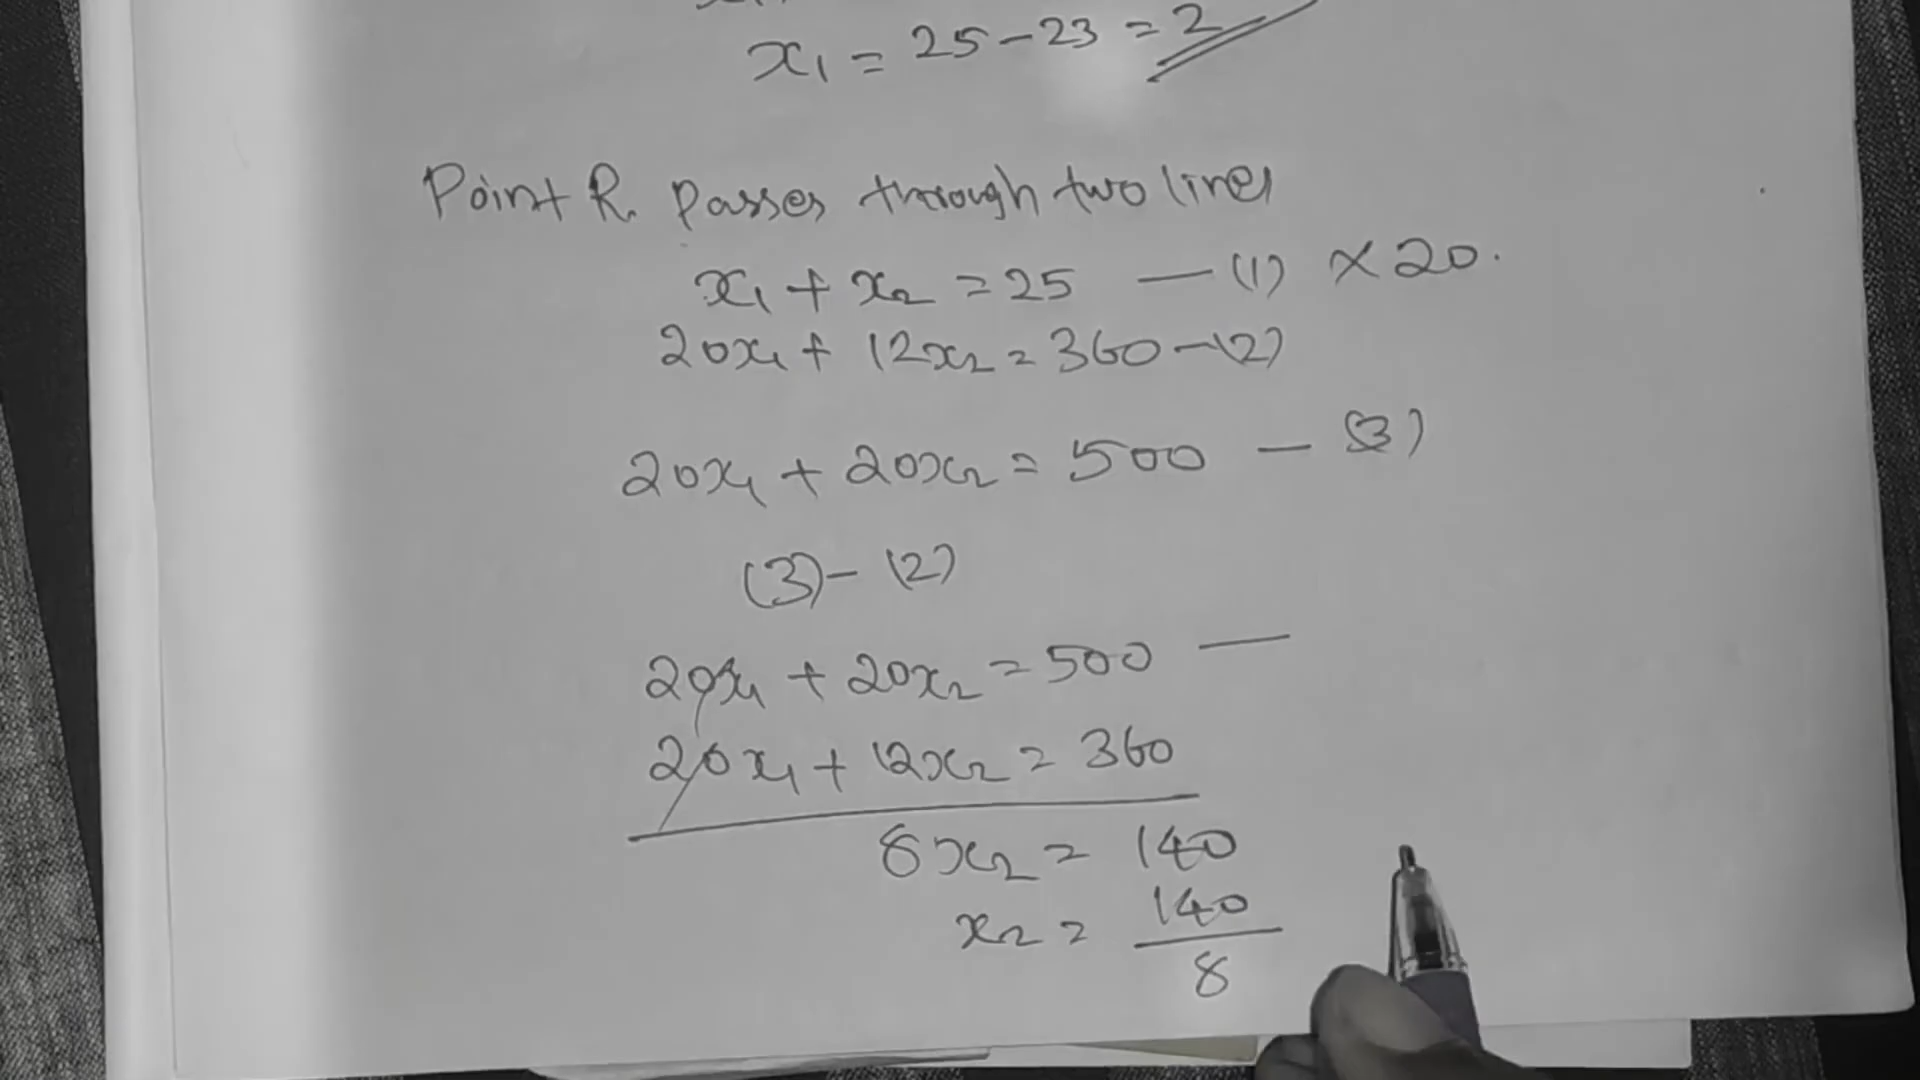 x₁ = 25 - 23 = 2
Point R. Passes through two lines
x₁ + x₂ = 25 — (1) × 20.
20x₁ + 12x₂ = 360 — (2)
20x₁ + 20x₂ = 500 — (3)
(3) - (2)
20x₁ + 20x₂ = 500 —
20x₁ + 12x₂ = 360
8x₂ = 140
x₂ = 140
8